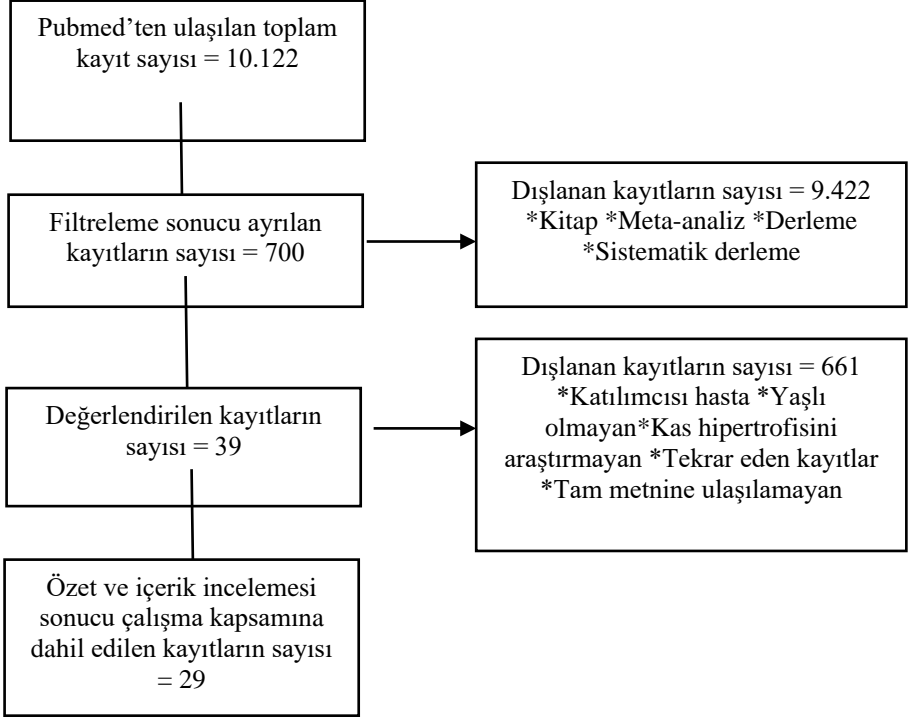 Pubmed’ten ulaşılan toplam
kayıt sayısı = 10.122
Filtreleme sonucu ayrılan
kayıtların sayısı = 700
Dışlanan kayıtların sayısı = 9.422
*Kitap *Meta-analiz *Derleme
*Sistematik derleme
Değerlendirilen kayıtların
sayısı = 39
Dışlanan kayıtların sayısı = 661
*Katılımcısı hasta *Yaşlı
olmayan*Kas hipertrofisini
araştırmayan *Tekrar eden kayıtlar
*Tam metnine ulaşılamayan
Özet ve içerik incelemesi
sonucu çalışma kapsamına
dahil edilen kayıtların sayısı
= 29